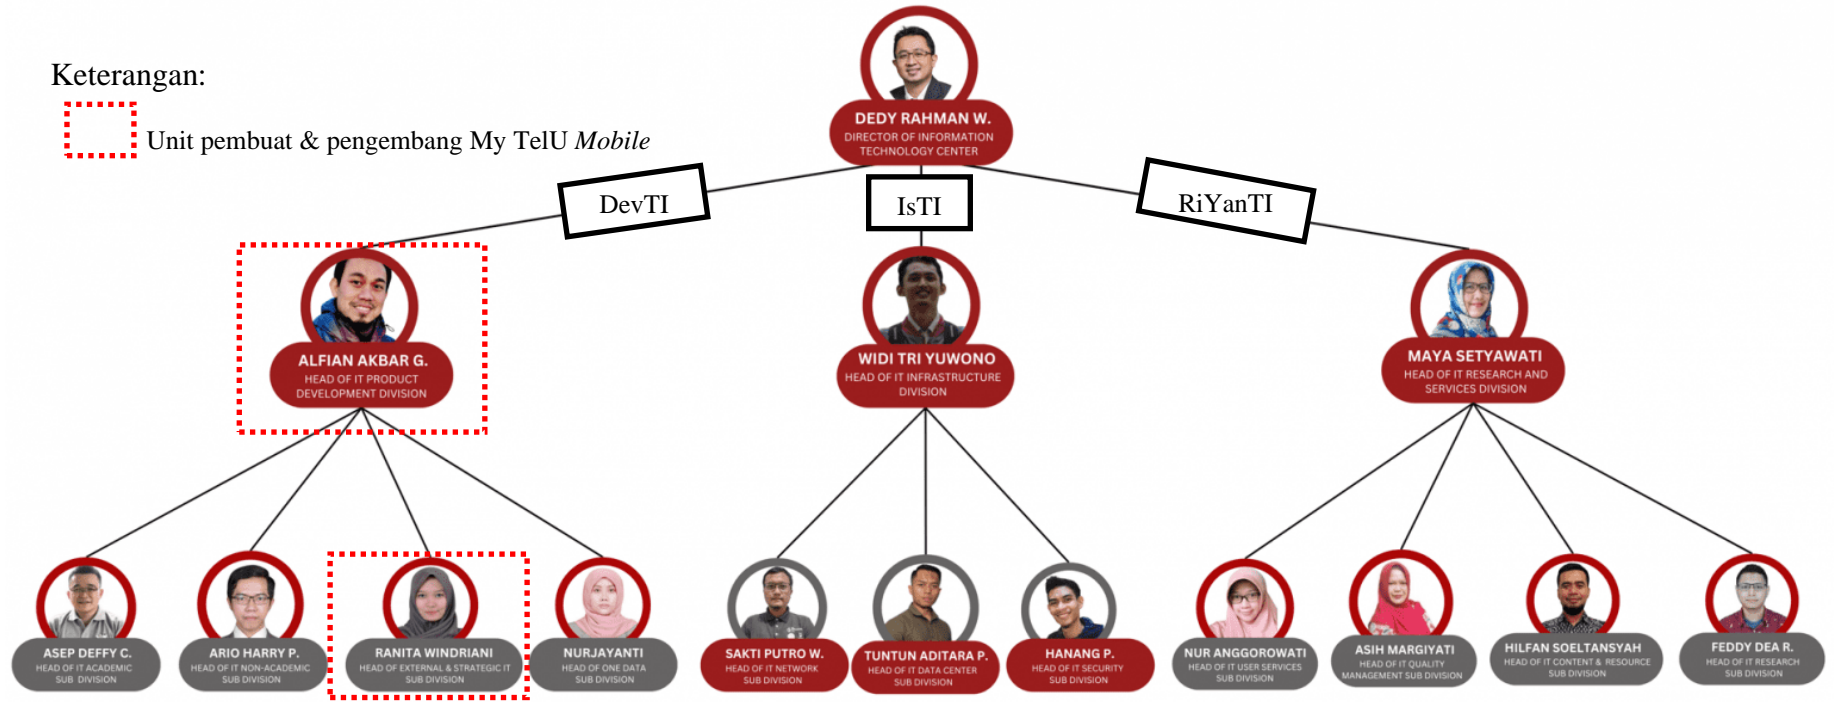 Keterangan:
Unit pembuat & pengembang My TelU Mobile
DEDY RAHMAN W.
DIRECTOR OF INFORMATION
TECHNOLOGY CENTER
DevTI
IsTI
RiYanTI
ALFIAN AKBAR G.
HEAD OF IT PRODUCT
DEVELOPMENT DIVISION
WIDI TRI YUWONO
HEAD OF IT INFRASTRUCTURE
DIVISION
MAYA SETYAWATI
HEAD OF IT RESEARCH AND
SERVICES DIVISION
ASEP DEFFY C.
HEAD OF IT ACADEMIC
SUB DIVISION
ARIO HARRY P.
HEAD OF IT NON-ACADEMIC
SUB DIVISION
RANITA WINDRIANI
HEAD OF EXTERNAL & STRATEGIC IT
SUB DIVISION
NURJAYANTI
HEAD OF ONE DATA
SUB DIVISION
SAKTI PUTRO W.
HEAD OF IT NETWORK
SUB DIVISION
TUNTUN ADITARA P.
HEAD OF IT DATA CENTER
SUB DIVISION
HANANG P.
HEAD OF IT SECURITY
SUB DIVISION
NUR ANGGOROWATI
HEAD OF IT USER SERVICES
SUB DIVISION
ASIH MARGIYATI
HEAD OF IT QUALITY
MANAGEMENT SUB DIVISION
HILFAN SOELTANSYAH
HEAD OF IT CONTENT & RESOURCE
SUB DIVISION
FEDDY DEA R.
HEAD OF IT RESEARCH
SUB DIVISION